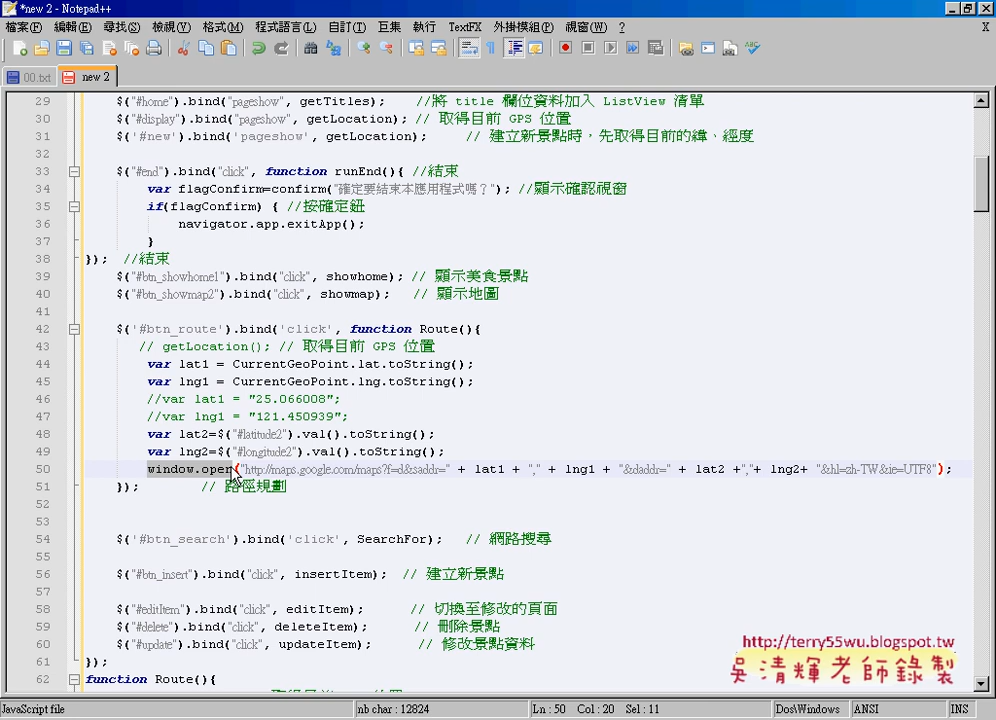 *new 2 - Notepad++
檔案(F) 編輯(E) 尋找(S) 檢視(V) 格式(M) 程式語言(L) 自訂(T) 巨集 執行 TextFX 外掛模組(P) 視窗(W) ? X
00.txt new 2
29 $("#home").bind("pageshow", getTitles); //將 title 欄位資料加入 ListView 清單
30 $("#display").bind("pageshow", getLocation); // 取得目前 GPS 位置
31 $('#new').bind('pageshow', getLocation); // 建立新景點時，先取得目前的緯、經度
32
33 $("#end").bind("click", function runEnd(){ //結束
34 var flagConfirm=confirm("確定要結束本應用程式嗎？"); //顯示確認視窗
35 if(flagConfirm) { //按確定鈕
36 navigator.app.exitApp();
37 }
38 }); //結束
39 $("#btn_showhome1").bind("click", showhome); // 顯示美食景點
40 $("#btn_showmap2").bind("click", showmap); // 顯示地圖
41
42 $('#btn_route').bind('click', function Route(){
43 // getLocation(); // 取得目前 GPS 位置
44 var lat1 = CurrentGeoPoint.lat.toString();
45 var lng1 = CurrentGeoPoint.lng.toString();
46 //var lat1 = "25.066008";
47 //var lng1 = "121.450939";
48 var lat2=$("#latitude2").val().toString();
49 var lng2=$("#longitude2").val().toString();
50 window.open("http://maps.google.com/maps?f=d&saddr=" + lat1 + "," + lng1 + "&daddr=" + lat2 +","+ lng2+ "&hl=zh-TW&ie=UTF8");
51 }); // 路徑規劃
52
53
54 $('#btn_search').bind('click', SearchFor); // 網路搜尋
55
56 $("#btn_insert").bind("click", insertItem); // 建立新景點
57
58 $("#editItem").bind("click", editItem); // 切換至修改的頁面
59 $("#delete").bind("click", deleteItem); // 刪除景點
60 $("#update").bind("click", updateItem); // 修改景點資料
61 });
62 function Route(){
http://terry55wu.blogspot.tw
吳清輝老師錄製
JavaScript file nb char : 12824 Ln : 50 Col : 20 Sel : 11 Dos\Windows ANSI INS